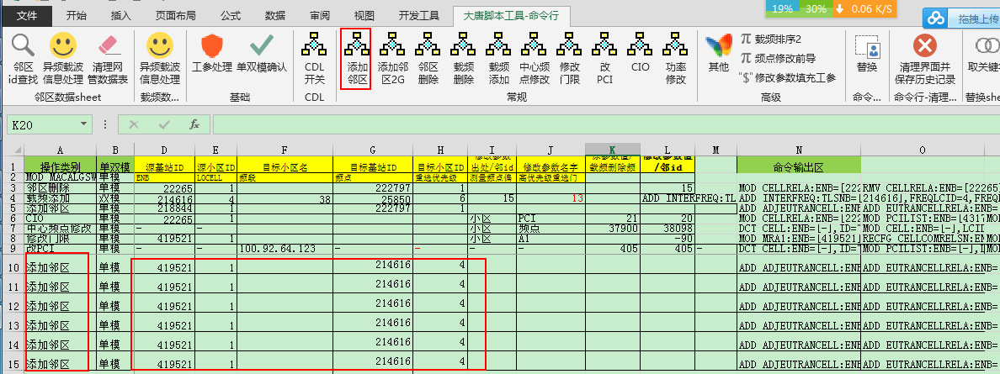 19% 30% 0.06 K/S
拖拽上传
文件 开始 插入 页面布局 公式 数据 审阅 视图 开发工具 大唐脚本工具-命令行
邻区id查找 异频载波信息处理 清理网管数据表 异频载波信息处理 工参处理 单双模确认 CDL开关 添加邻区 添加邻区2G 邻区删除 载频删除 载频添加 中心频点修改 修改门限 改PCI CIO 功率修改 其他 π 载频排序2 替换 清理界面并保存历史记录 取关键
π 频点修改前导
"$"修改参数填充工参
邻区数据sheet 载频数... 基础 CDL 常规 高级 命令... 命令行-清理... 替换she
K20 fx
A B D E F G H I J K L M N O
1 操作类别 单双模 源基站ID 源小区ID 目标小区名 目标基站ID 目标小区ID 修改参数出处/邻id 修改参数名字 载频删除频 修改参数值/邻id 命令输出区
2 MOD MACALGSW 单模 ENB LOCELL 频段 频点 重选优先级 测量频点偏 高优先级重选门
3 邻区删除 单模 22265 1 222797 1 15 MOD CELLRELA:ENB=[222 RMV CELLRELA:ENB=[22265]
4 载频添加 双模 214616 4 38 25850 6 15 13 ADD INTERFREQ:TL ADD INTERFREQ:TLSNB=[214616],FREQLCID=4,FREQ
5 添加邻区 单模 218844 1 222797 1 ADD ADJEUTRANCELL:ENB ADD EUTRANCELLRELA:ENB=
6 CIO 单模 22265 1 小区 PCI 21 20 MOD CELLRELA:ENB=[222 MOD PCILIST:ENB=[4317
7 中心频点修改 单模 - - 小区 频点 37900 38098 DCT CELL:ENB=[-],ID=" MOD CELL:ENB=[-],LCII
8 修改门限 单模 419521 1 小区 A1 -90 MOD MRA1:ENB=[419521] RECFG CELLCOMRELSN:EN
9 改PCI 单模 - - 100.92.64.123 - - - - 405 405 - DCT CELL:ENB=[-],ID=" MOD PCILIST:ENB=[-],I
10 添加邻区 单模 419521 1 214616 4 ADD ADJEUTRANCELL:ENB ADD EUTRANCELLRELA:ENB=
11 添加邻区 单模 419521 1 214616 4 ADD ADJEUTRANCELL:ENB ADD EUTRANCELLRELA:ENB=
12 添加邻区 单模 419521 1 214616 4 ADD ADJEUTRANCELL:ENB ADD EUTRANCELLRELA:ENB=
13 添加邻区 单模 419521 1 214616 4 ADD ADJEUTRANCELL:ENB ADD EUTRANCELLRELA:ENB=
14 添加邻区 单模 419521 1 214616 4 ADD ADJEUTRANCELL:ENB ADD EUTRANCELLRELA:ENB=
15 添加邻区 单模 419521 1 214616 4 ADD ADJEUTRANCELL:ENB ADD EUTRANCELLRELA:ENB=